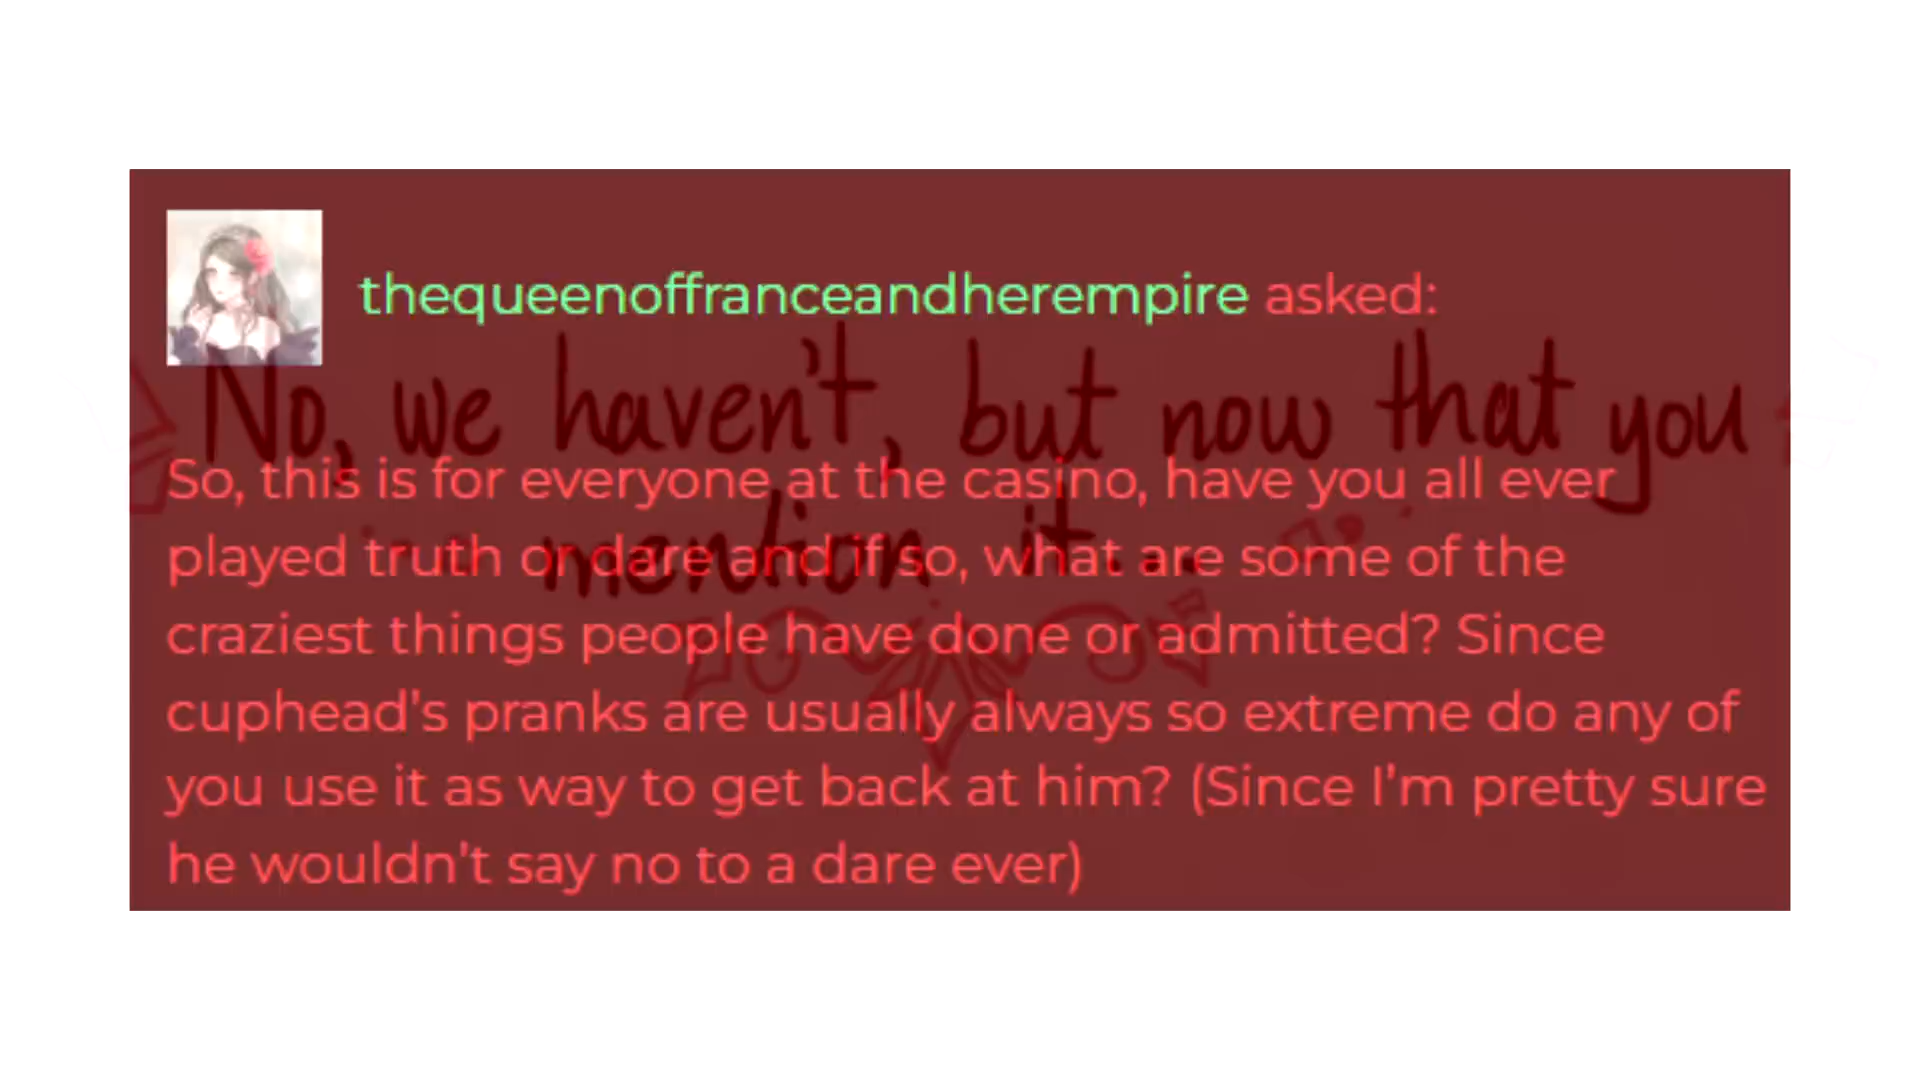 thequeenoffranceandherempire asked:
No, we haven't, but now that you
mention it...
So, this is for everyone at the casino, have you all ever
played truth or dare and if so, what are some of the
craziest things people have done or admitted? Since
cuphead's pranks are usually always so extreme do any of
you use it as way to get back at him? (Since I'm pretty sure
he wouldn't say no to a dare ever)